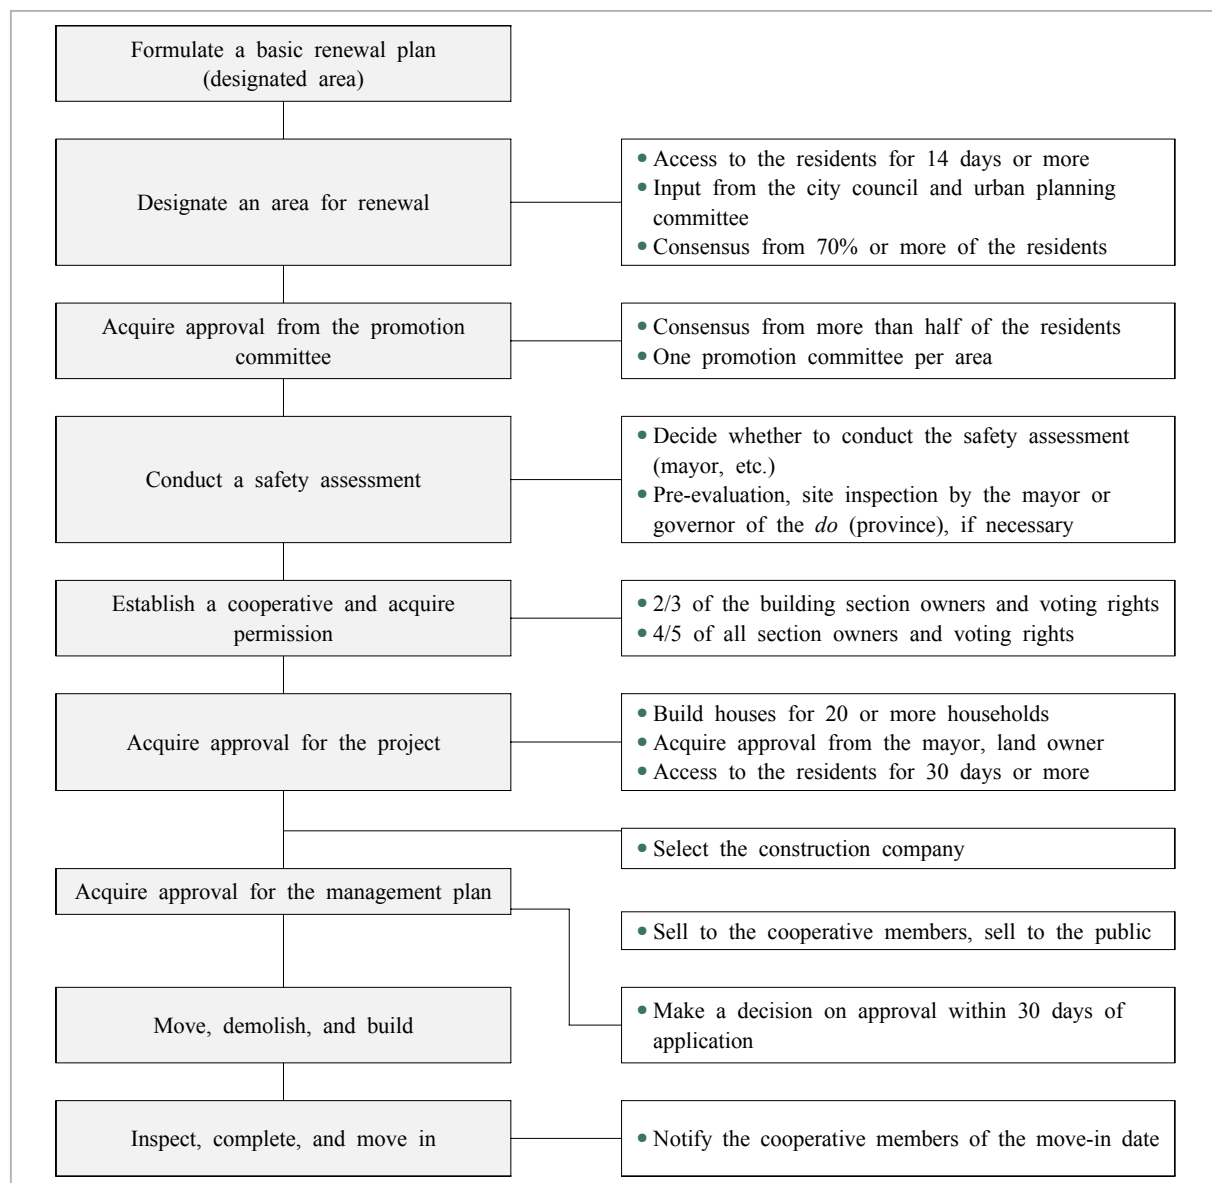 Formulate a basic renewal plan
(designated area)
Designate an area for renewal
• Access to the residents for 14 days or more
• Input from the city council and urban planning
committee
• Consensus from 70% or more of the residents
Acquire approval from the promotion
committee
• Consensus from more than half of the residents
• One promotion committee per area
Conduct a safety assessment
• Decide whether to conduct the safety assessment
(mayor, etc.)
• Pre-evaluation, site inspection by the mayor or
governor of the do (province), if necessary
Establish a cooperative and acquire
permission
• 2/3 of the building section owners and voting rights
• 4/5 of all section owners and voting rights
Acquire approval for the project
• Build houses for 20 or more households
• Acquire approval from the mayor, land owner
• Access to the residents for 30 days or more
• Select the construction company
Acquire approval for the management plan
• Sell to the cooperative members, sell to the public
Move, demolish, and build
• Make a decision on approval within 30 days of
application
Inspect, complete, and move in
• Notify the cooperative members of the move-in date